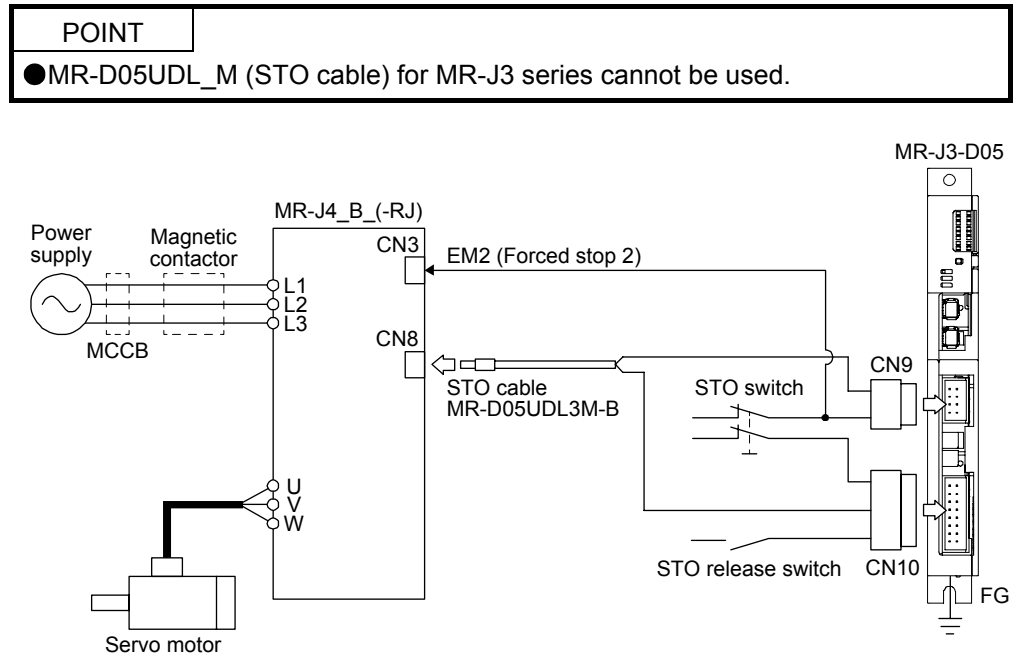 POINT
●MR-D05UDL_M (STO cable) for MR-J3 series cannot be used.
MR-J3-D05
MR-J4_B_(-RJ)
Power
supply
Magnetic
contactor
CN3
EM2 (Forced stop 2)
L1
L2
L3
MCCB
CN8
CN9
STO cable
MR-D05UDL3M-B
STO switch
U
V
W
STO release switch
CN10
FG
Servo motor